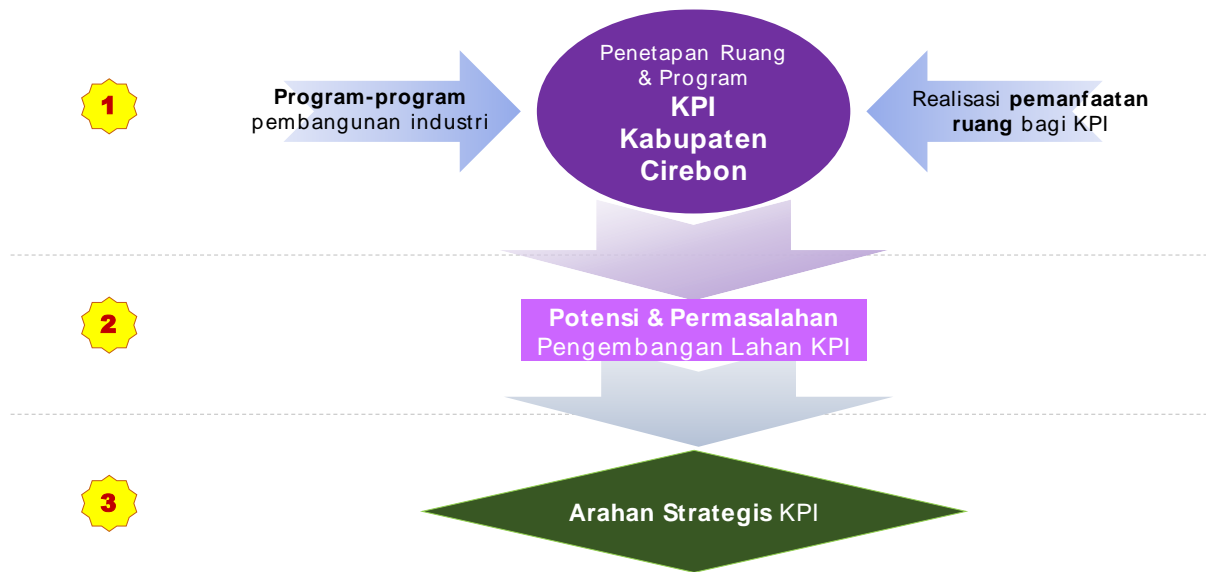 1
Program-program
pembangunan industri
Penetapan Ruang
& Program
KPI
Kabupaten
Cirebon
Realisasi pemanfaatan
ruang bagi KPI
2
Potensi & Permasalahan
Pengembangan Lahan KPI
3
Arahan Strategis KPI